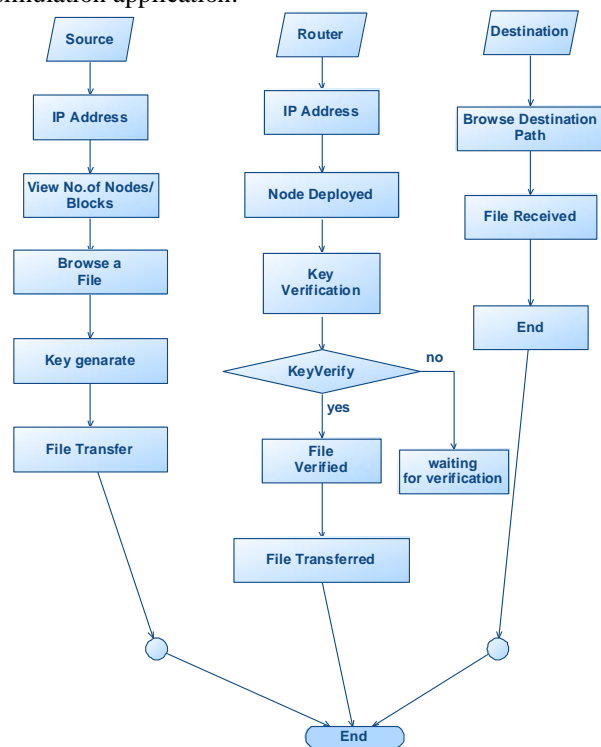 simulation application.
Source
IP Address
View No.of Nodes/
Blocks
Browse a
File
Key genarate
File Transfer
Router
IP Address
Node Deployed
Key
Verification
KeyVerify
no
yes
File
Verified
waiting
for verification
File Transferred
Destination
Browse Destination
Path
File Received
End
End